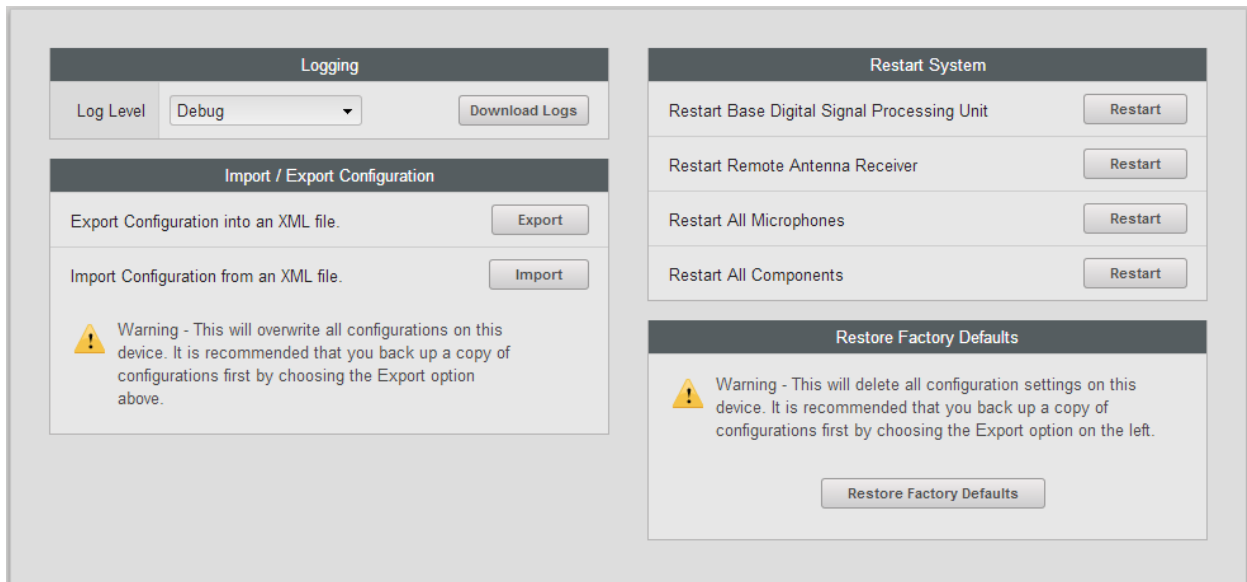 Logging
Log Level
Debug
Download Logs
Import / Export Configuration
Export Configuration into an XML file.
Export
Import Configuration from an XML file.
Import
Warning - This will overwrite all configurations on this
device. It is recommended that you back up a copy of
configurations first by choosing the Export option
above.
Restart System
Restart Base Digital Signal Processing Unit
Restart
Restart Remote Antenna Receiver
Restart
Restart All Microphones
Restart
Restart All Components
Restart
Restore Factory Defaults
Warning - This will delete all configuration settings on this
device. It is recommended that you back up a copy of
configurations first by choosing the Export option on the left.
Restore Factory Defaults